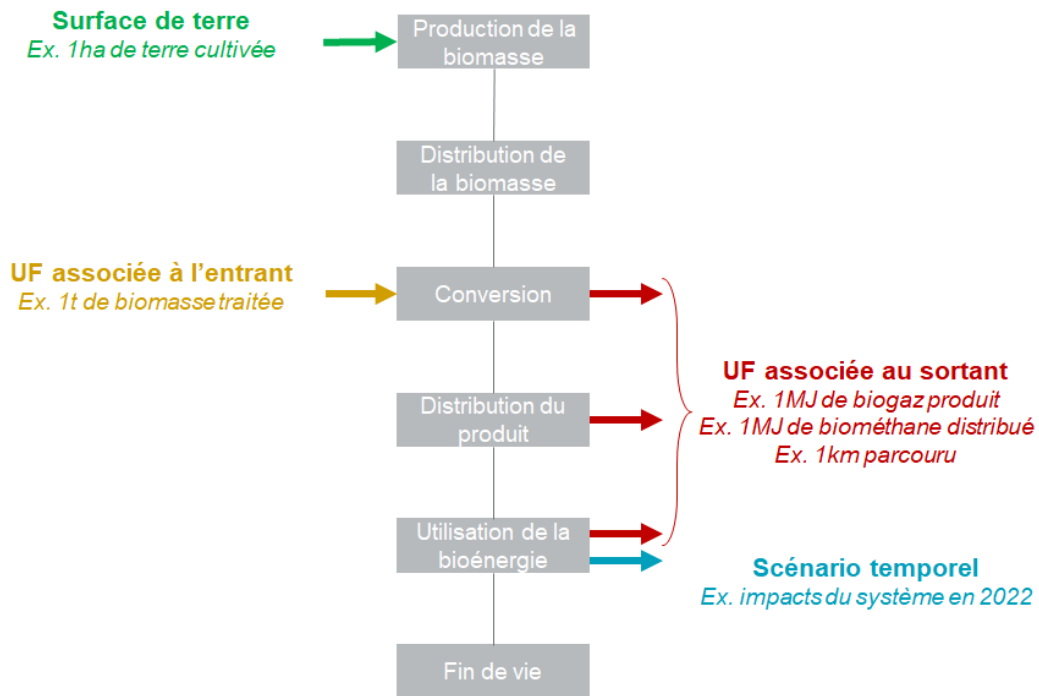 Surface de terre
Ex. 1ha de terre cultivée
Production de la
biomasse
Distribution de
la biomasse
UF associée à l'entrant
Ex. 1t de biomasse traitée
Conversion
UF associée au sortant
Ex. 1MJ de biogaz produit
Ex. 1MJ de biométhane distribué
Ex. 1km parcouru
Distribution du
produit
Utilisation de la
bioénergie
Scénario temporel
Ex. impacts du système en 2022
Fin de vie